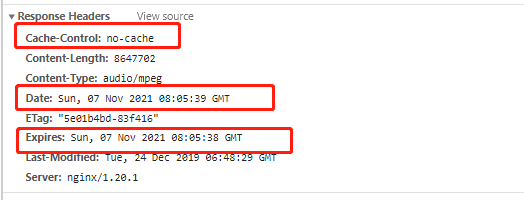 ▼ Response Headers View source
Cache-Control: no-cache
Content-Length: 8647702
Content-Type: audio/mpeg
Date: Sun, 07 Nov 2021 08:05:39 GMT
ETag: "5e01b4bd-83f416"
Expires: Sun, 07 Nov 2021 08:05:38 GMT
Last-Modified: Tue, 24 Dec 2019 06:48:29 GMT
Server: nginx/1.20.1